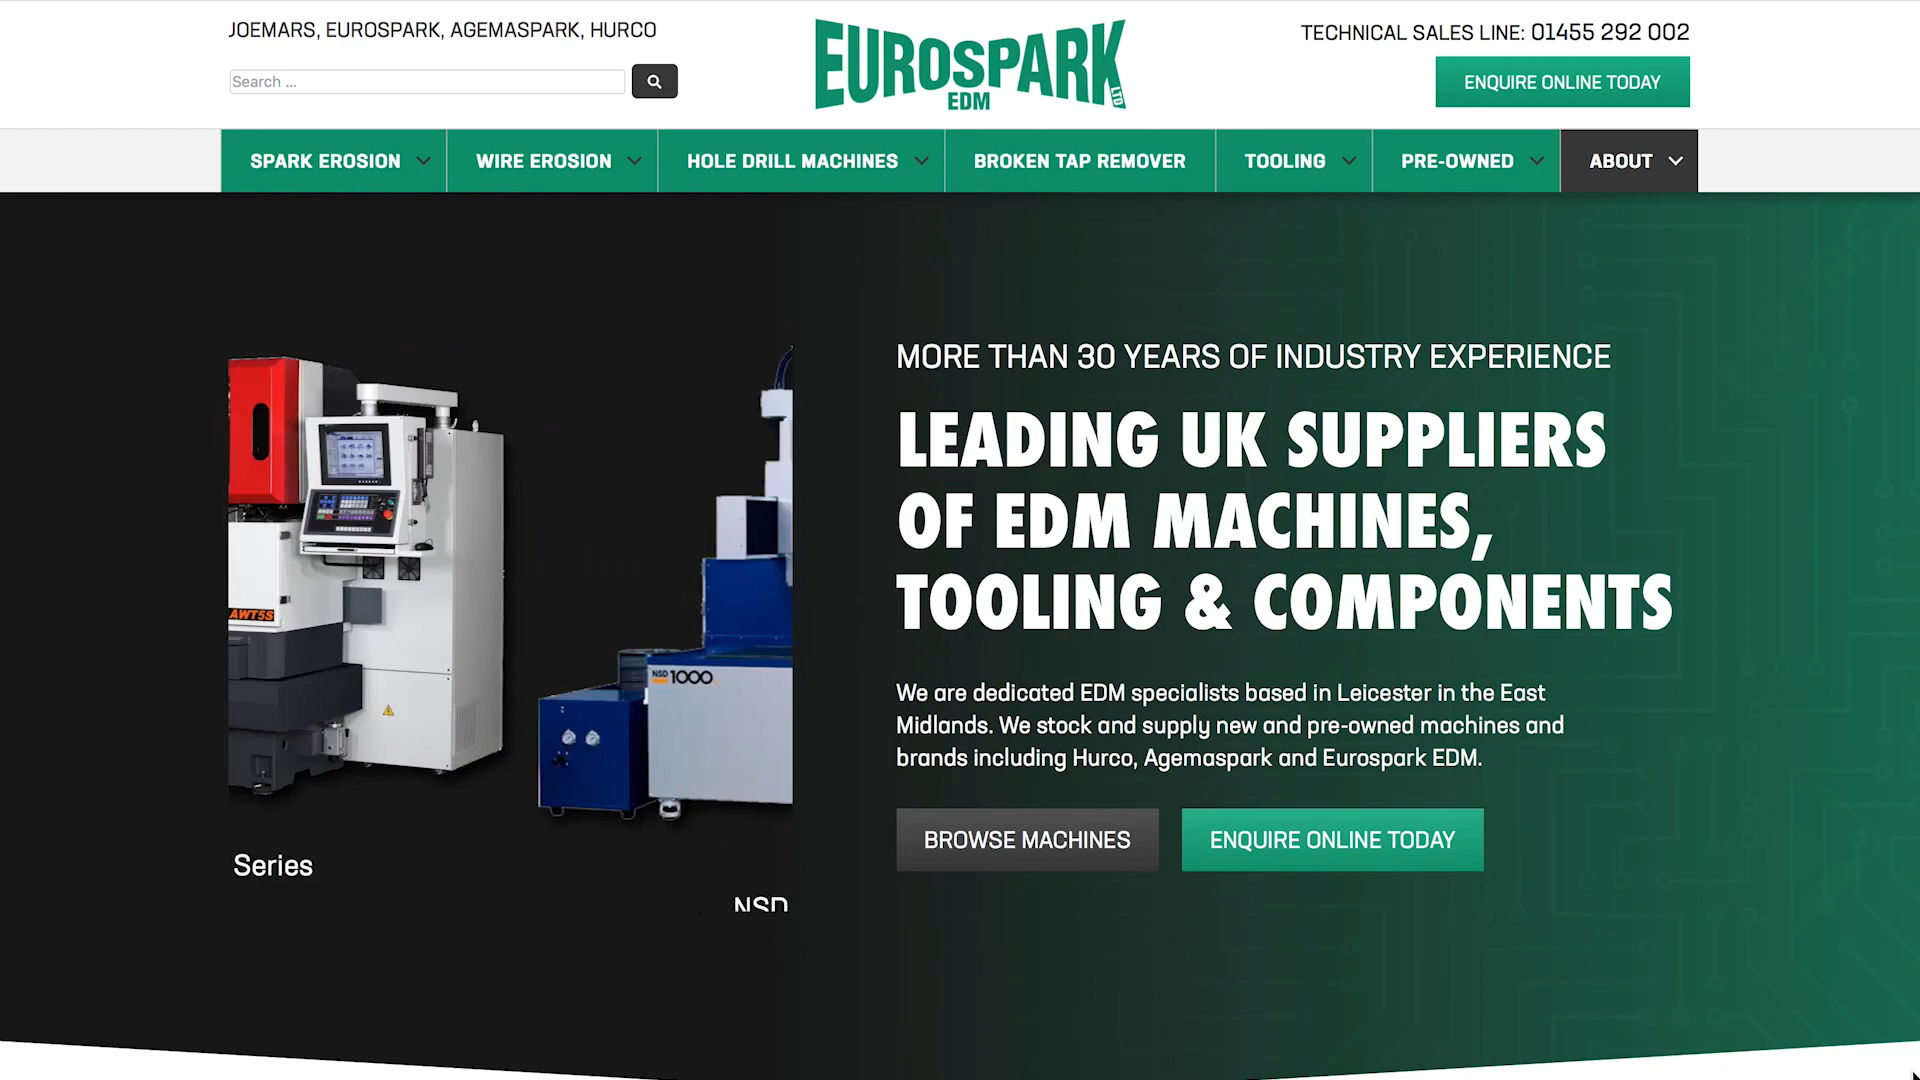 JOEMARS, EUROSPARK, AGEMASPARK, HURCO
Search ...
EUROSPARK LTD
EDM
TECHNICAL SALES LINE: 01455 292 002
ENQUIRE ONLINE TODAY
SPARK EROSION
WIRE EROSION
HOLE DRILL MACHINES
BROKEN TAP REMOVER
TOOLING
PRE-OWNED
ABOUT
AWT5S
NSD 1000
Series
NSD
MORE THAN 30 YEARS OF INDUSTRY EXPERIENCE
LEADING UK SUPPLIERS
OF EDM MACHINES,
TOOLING & COMPONENTS
We are dedicated EDM specialists based in Leicester in the East
Midlands. We stock and supply new and pre-owned machines and
brands including Hurco, Agemaspark and Eurospark EDM.
BROWSE MACHINES
ENQUIRE ONLINE TODAY